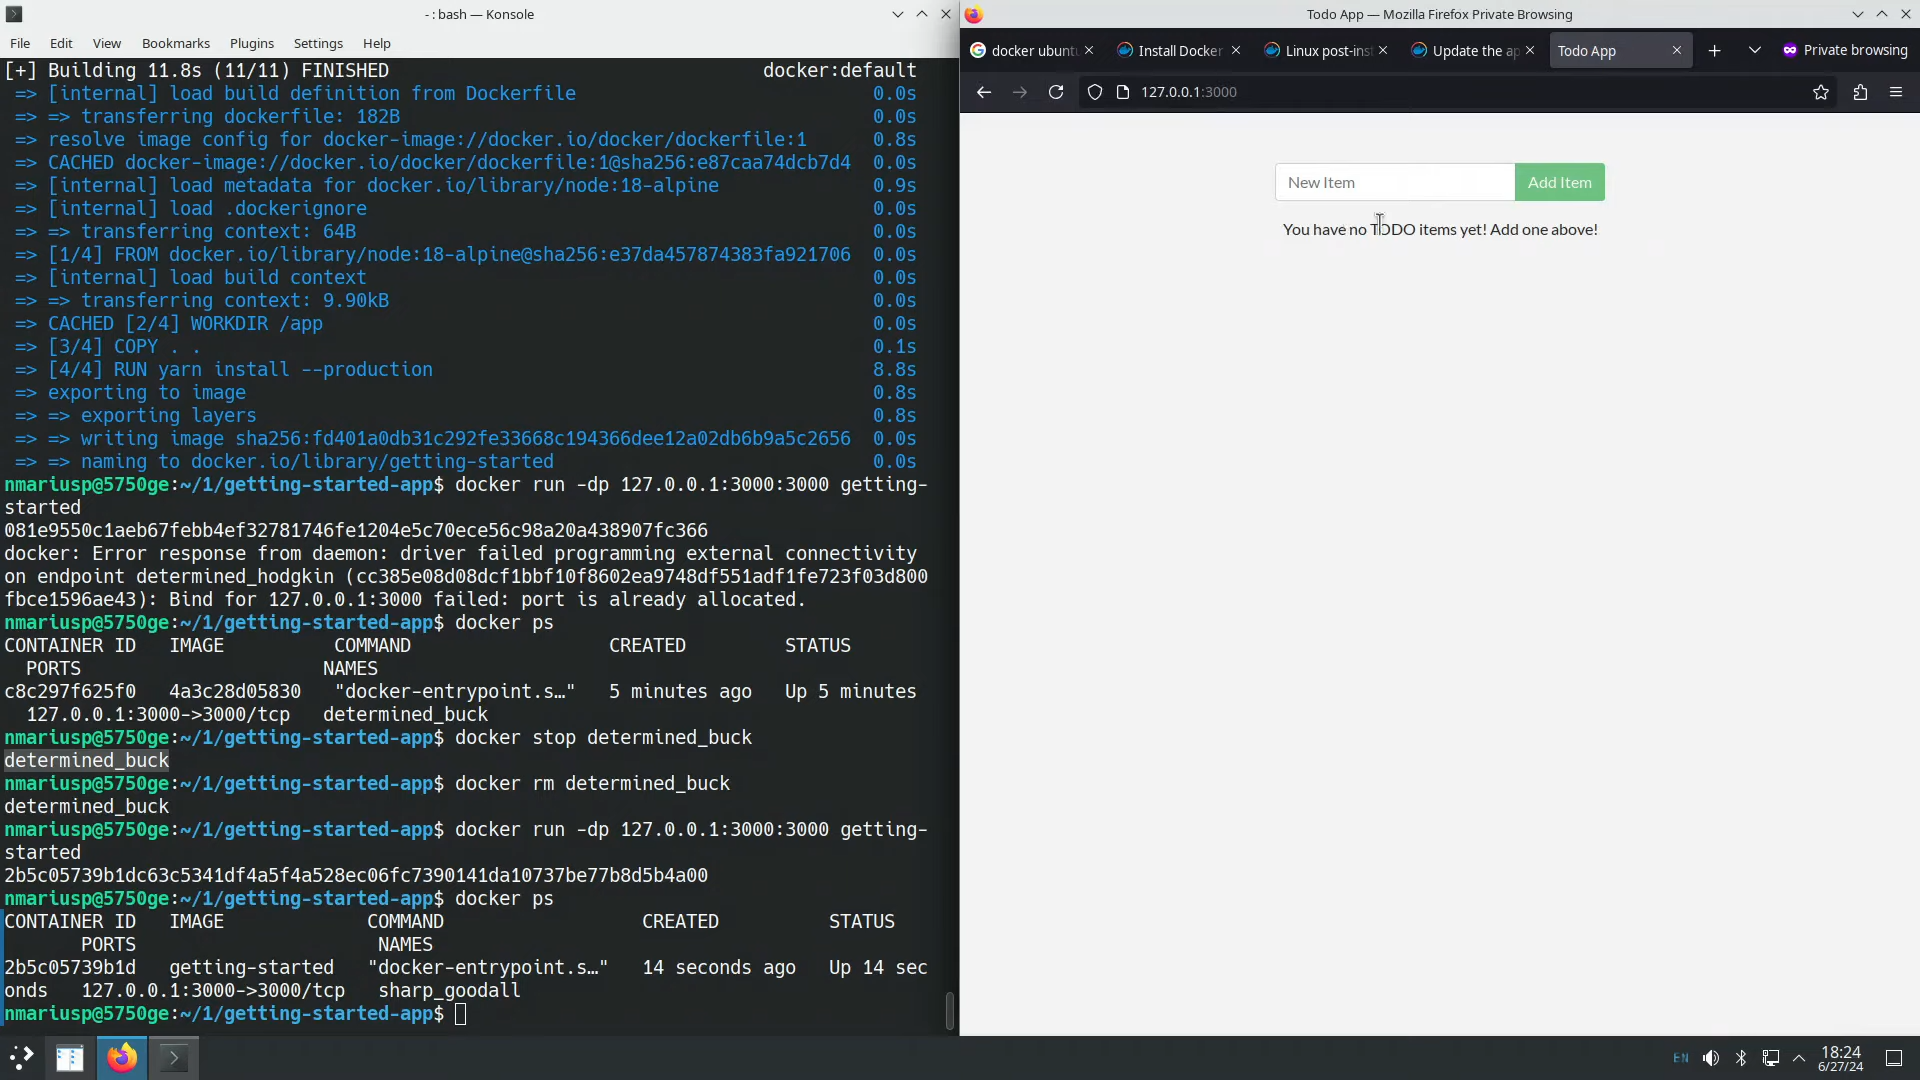 - : bash — Konsole
File Edit View Bookmarks Plugins Settings Help
[+] Building 11.8s (11/11) FINISHED docker:default
=> [internal] load build definition from Dockerfile 0.0s
=> => transferring dockerfile: 182B 0.0s
=> resolve image config for docker-image://docker.io/docker/dockerfile:1 0.8s
=> CACHED docker-image://docker.io/docker/dockerfile:1@sha256:e87caa74dcb7d4 0.0s
=> [internal] load metadata for docker.io/library/node:18-alpine 0.9s
=> [internal] load .dockerignore 0.0s
=> => transferring context: 64B 0.0s
=> [1/4] FROM docker.io/library/node:18-alpine@sha256:e37da457874383fa921706 0.0s
=> [internal] load build context 0.0s
=> => transferring context: 9.90kB 0.0s
=> CACHED [2/4] WORKDIR /app 0.0s
=> [3/4] COPY . . 0.1s
=> [4/4] RUN yarn install --production 8.8s
=> exporting to image 0.8s
=> => exporting layers 0.8s
=> => writing image sha256:fd401a0db31c292fe33668c194366dee12a02db6b9a5c2656 0.0s
=> => naming to docker.io/library/getting-started 0.0s
nmariusp@5750ge:~/1/getting-started-app$ docker run -dp 127.0.0.1:3000:3000 getting-
started
081e9550c1aeb67febb4ef32781746fe1204e5c70ece56c98a20a438907fc366
docker: Error response from daemon: driver failed programming external connectivity
on endpoint determined_hodgkin (cc385e08d08dcf1bbf10f8602ea9748df551adf1fe723f03d800
fbce1596ae43): Bind for 127.0.0.1:3000 failed: port is already allocated.
nmariusp@5750ge:~/1/getting-started-app$ docker ps
CONTAINER ID IMAGE COMMAND CREATED STATUS
PORTS NAMES
c8c297f625f0 4a3c28d05830 "docker-entrypoint.s…" 5 minutes ago Up 5 minutes
127.0.0.1:3000->3000/tcp determined_buck
nmariusp@5750ge:~/1/getting-started-app$ docker stop determined_buck
determined_buck
nmariusp@5750ge:~/1/getting-started-app$ docker rm determined_buck
determined_buck
nmariusp@5750ge:~/1/getting-started-app$ docker run -dp 127.0.0.1:3000:3000 getting-
started
2b5c05739b1dc63c5341df4a5f4a528ec06fc7390141da10737be77b8d5b4a00
nmariusp@5750ge:~/1/getting-started-app$ docker ps
CONTAINER ID IMAGE COMMAND CREATED STATUS
PORTS NAMES
2b5c05739b1d getting-started "docker-entrypoint.s…" 14 seconds ago Up 14 sec
onds 127.0.0.1:3000->3000/tcp sharp_goodall
nmariusp@5750ge:~/1/getting-started-app$
Todo App — Mozilla Firefox Private Browsing
docker ubunt Install Docker Linux post-ins Update the ap Todo App Private browsing
127.0.0.1:3000
New Item Add Item
You have no TODO items yet! Add one above!
EN 18:24
6/27/24